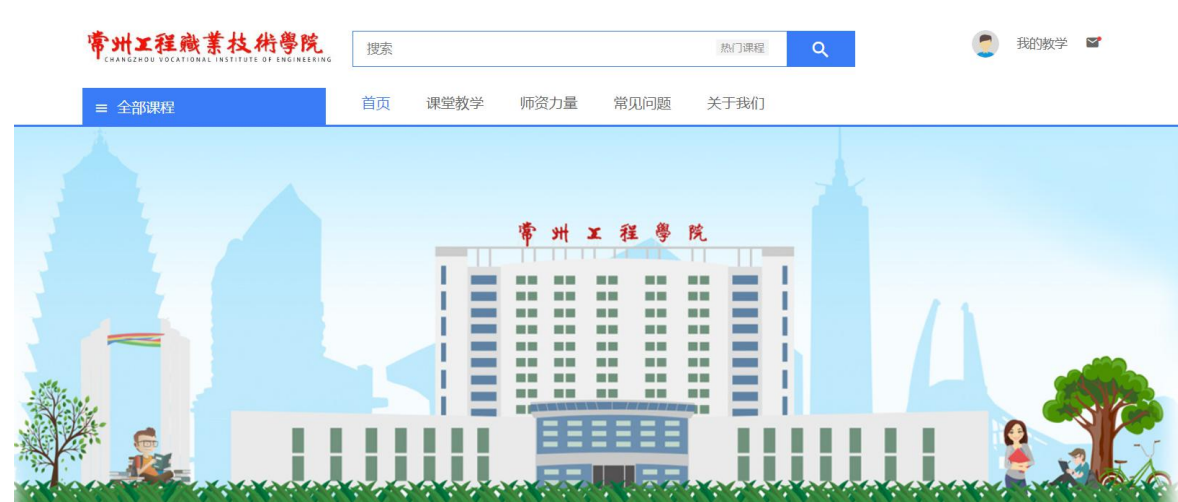 常州工程職業技術學院
CHANGZHOU VOCATIONAL INSTITUTE OF ENGINEERING
搜索 热门课程
我的教学
全部课程
首页 课堂教学 师资力量 常见问题 关于我们
常州工程學院